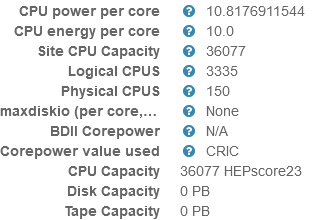 CPU power per core ? 10.8176911544
CPU energy per core ? 10.0
Site CPU Capacity ? 36077
Logical CPUS ? 3335
Physical CPUS ? 150
maxdiskio (per core,... ? None
BDII Corepower ? N/A
Corepower value used ? CRIC
CPU Capacity 36077 HEPscore23
Disk Capacity 0 PB
Tape Capacity 0 PB